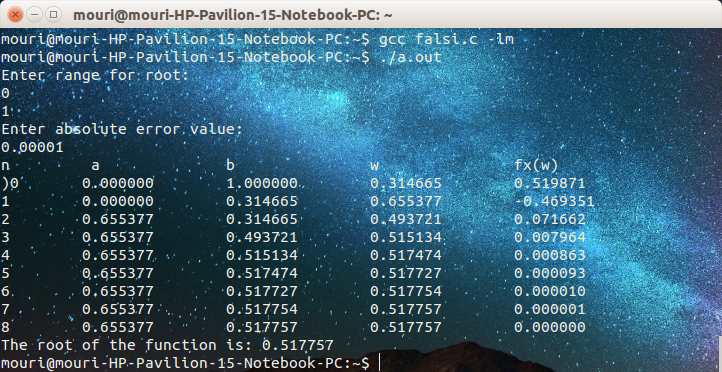 mouri@mouri-HP-Pavilion-15-Notebook-PC: ~
mouri@mouri-HP-Pavilion-15-Notebook-PC:~$ gcc falsi.c -lm
mouri@mouri-HP-Pavilion-15-Notebook-PC:~$ ./a.out
Enter range for root:
0
1
Enter absolute error value:
0.00001
n a b w fx(w)
)0 0.000000 1.000000 0.314665 0.519871
1 0.000000 0.314665 0.655377 -0.469351
2 0.655377 0.314665 0.493721 0.071662
3 0.655377 0.493721 0.515134 0.007964
4 0.655377 0.515134 0.517474 0.000863
5 0.655377 0.517474 0.517727 0.000093
6 0.655377 0.517727 0.517754 0.000010
7 0.655377 0.517754 0.517757 0.000001
8 0.655377 0.517757 0.517757 0.000000
The root of the function is: 0.517757
mouri@mouri-HP-Pavilion-15-Notebook-PC:~$